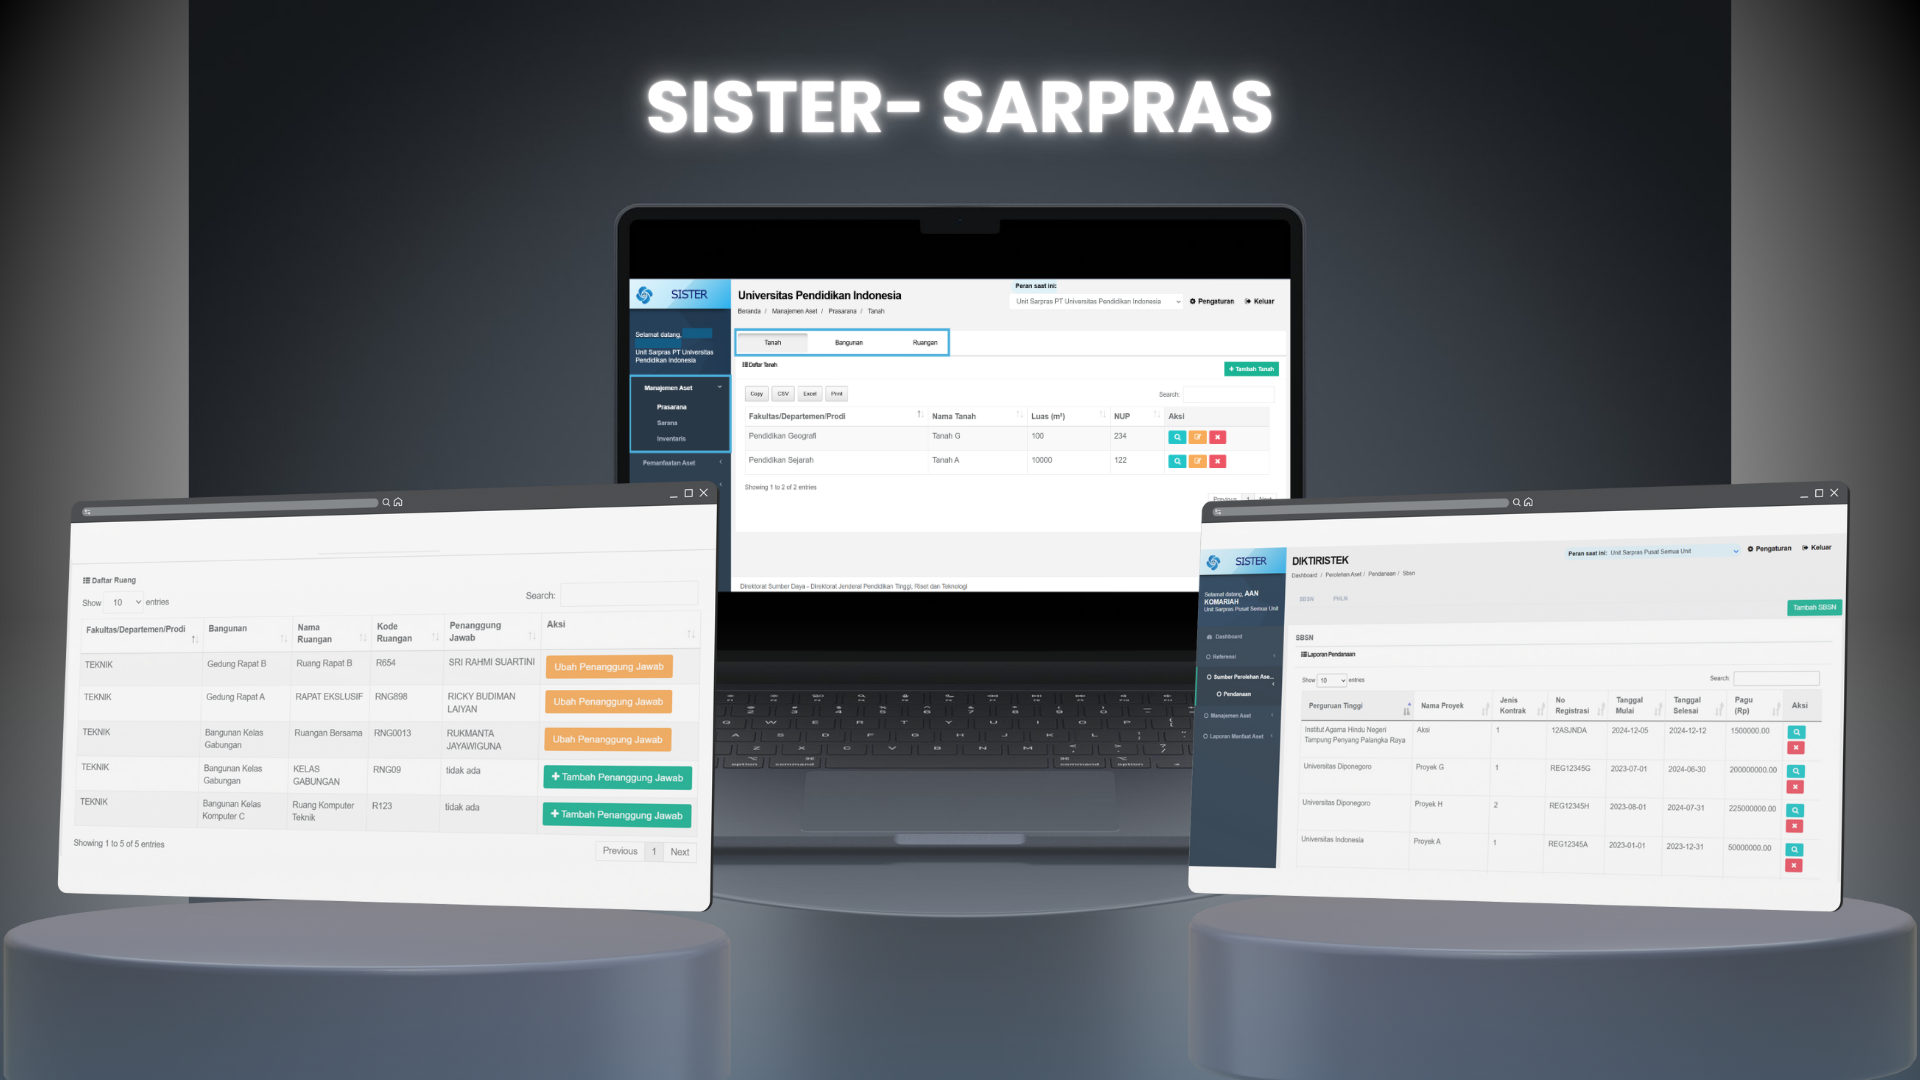 SISTER- SARPRAS
SISTER
Universitas Pendidikan Indonesia
Peran saat ini:
Unit Sarpras PT Universitas Pendidikan Indonesia
Pengaturan
Keluar
Beranda / Manajemen Aset / Prasarana / Tanah
Selamat datang,
Unit Sarpras PT Universitas
Pendidikan Indonesia
Manajemen Aset
Prasarana
Sarana
Inventaris
Pemanfaatan Aset
Tanah Bangunan Ruangan
Daftar Tanah
+ Tambah Tanah
Copy CSV Excel Print
Search:
Fakultas/Departemen/Prodi Nama Tanah Luas (m²) NUP Aksi
Pendidikan Geografi Tanah G 100 234
Pendidikan Sejarah Tanah A 10000 122
Showing 1 to 2 of 2 entries
Previous 1 Next
Direktorat Sumber Daya - Direktorat Jenderal Pendidikan Tinggi, Riset dan Teknologi
Daftar Ruang
Show 10 entries
Search:
Fakultas/Departemen/Prodi Bangunan Nama Ruangan Kode Ruangan Penanggung Jawab Aksi
TEKNIK Gedung Rapat B Ruang Rapat B R654 SRI RAHMI SUARTINI Ubah Penanggung Jawab
TEKNIK Gedung Rapat A RAPAT EKSLUSIF RNG898 RICKY BUDIMAN LAIYAN Ubah Penanggung Jawab
TEKNIK Bangunan Kelas Gabungan Ruangan Bersama RNG0013 RUKMANTA JAYAWIGUNA Ubah Penanggung Jawab
TEKNIK Bangunan Kelas Gabungan KELAS GABUNGAN RNG09 tidak ada + Tambah Penanggung Jawab
TEKNIK Bangunan Kelas Komputer C Ruang Komputer Teknik R123 tidak ada + Tambah Penanggung Jawab
Showing 1 to 5 of 5 entries
Previous 1 Next
SISTER
DIKTIRISTEK
Peran saat ini: Unit Sarpras Pusat Semua Unit
Pengaturan
Keluar
Dashboard / Perolehan Aset / Pendanaan / Sbsn
Selamat datang, AAN
KOMARIAH
Unit Sarpras Pusat Semua Unit
Dashboard
Referensi
Sumber Perolehan Ase...
Pendanaan
Manajemen Aset
Laporan Manfaat Aset
SBSN PHLN
Tambah SBSN
SBSN
Laporan Pendanaan
Show 10 entries
Search:
Perguruan Tinggi Nama Proyek Jenis Kontrak No Registrasi Tanggal Mulai Tanggal Selesai Pagu (Rp) Aksi
Institut Agama Hindu Negeri Tampung Penyang Palangka Raya Aksi 1 12ASJNDA 2024-12-05 2024-12-12 1500000.00
Universitas Diponegoro Proyek G 1 REG12345G 2023-07-01 2024-06-30 200000000.00
Universitas Diponegoro Proyek H 2 REG12345H 2023-08-01 2024-07-31 225000000.00
Universitas Indonesia Proyek A 1 REG12345A 2023-01-01 2023-12-31 50000000.00